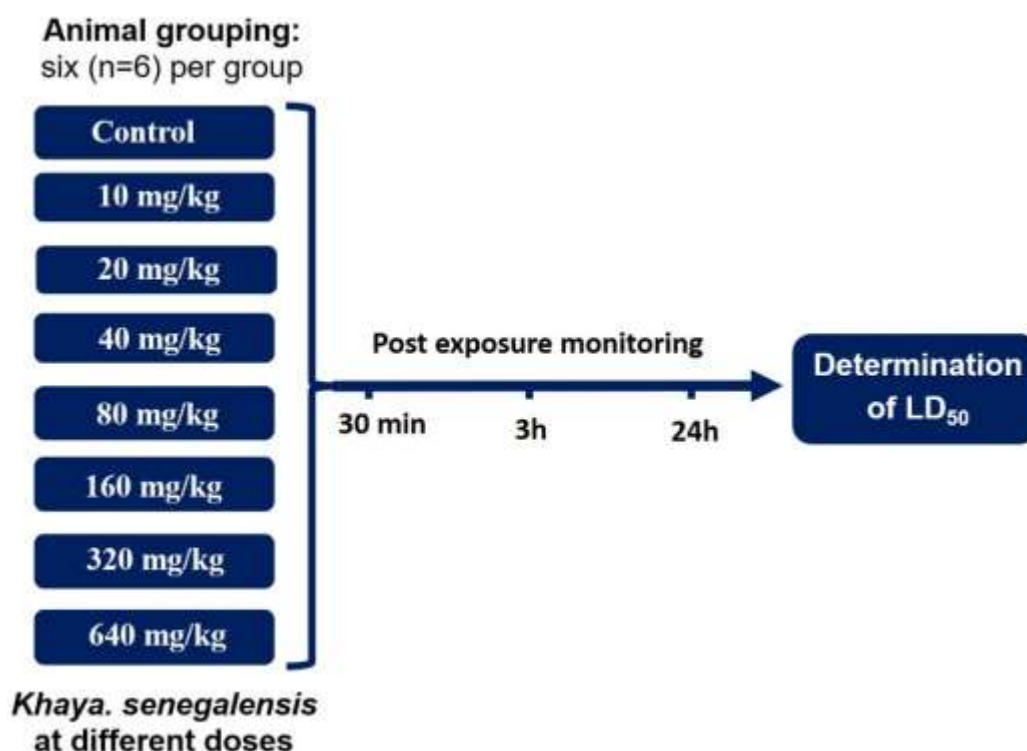 Animal grouping:
six (n=6) per group
Control
10 mg/kg
20 mg/kg
40 mg/kg
80 mg/kg
160 mg/kg
320 mg/kg
640 mg/kg
Khaya. senegalensis
at different doses
Post exposure monitoring
30 min
3h
24h
Determination
of LD₅₀